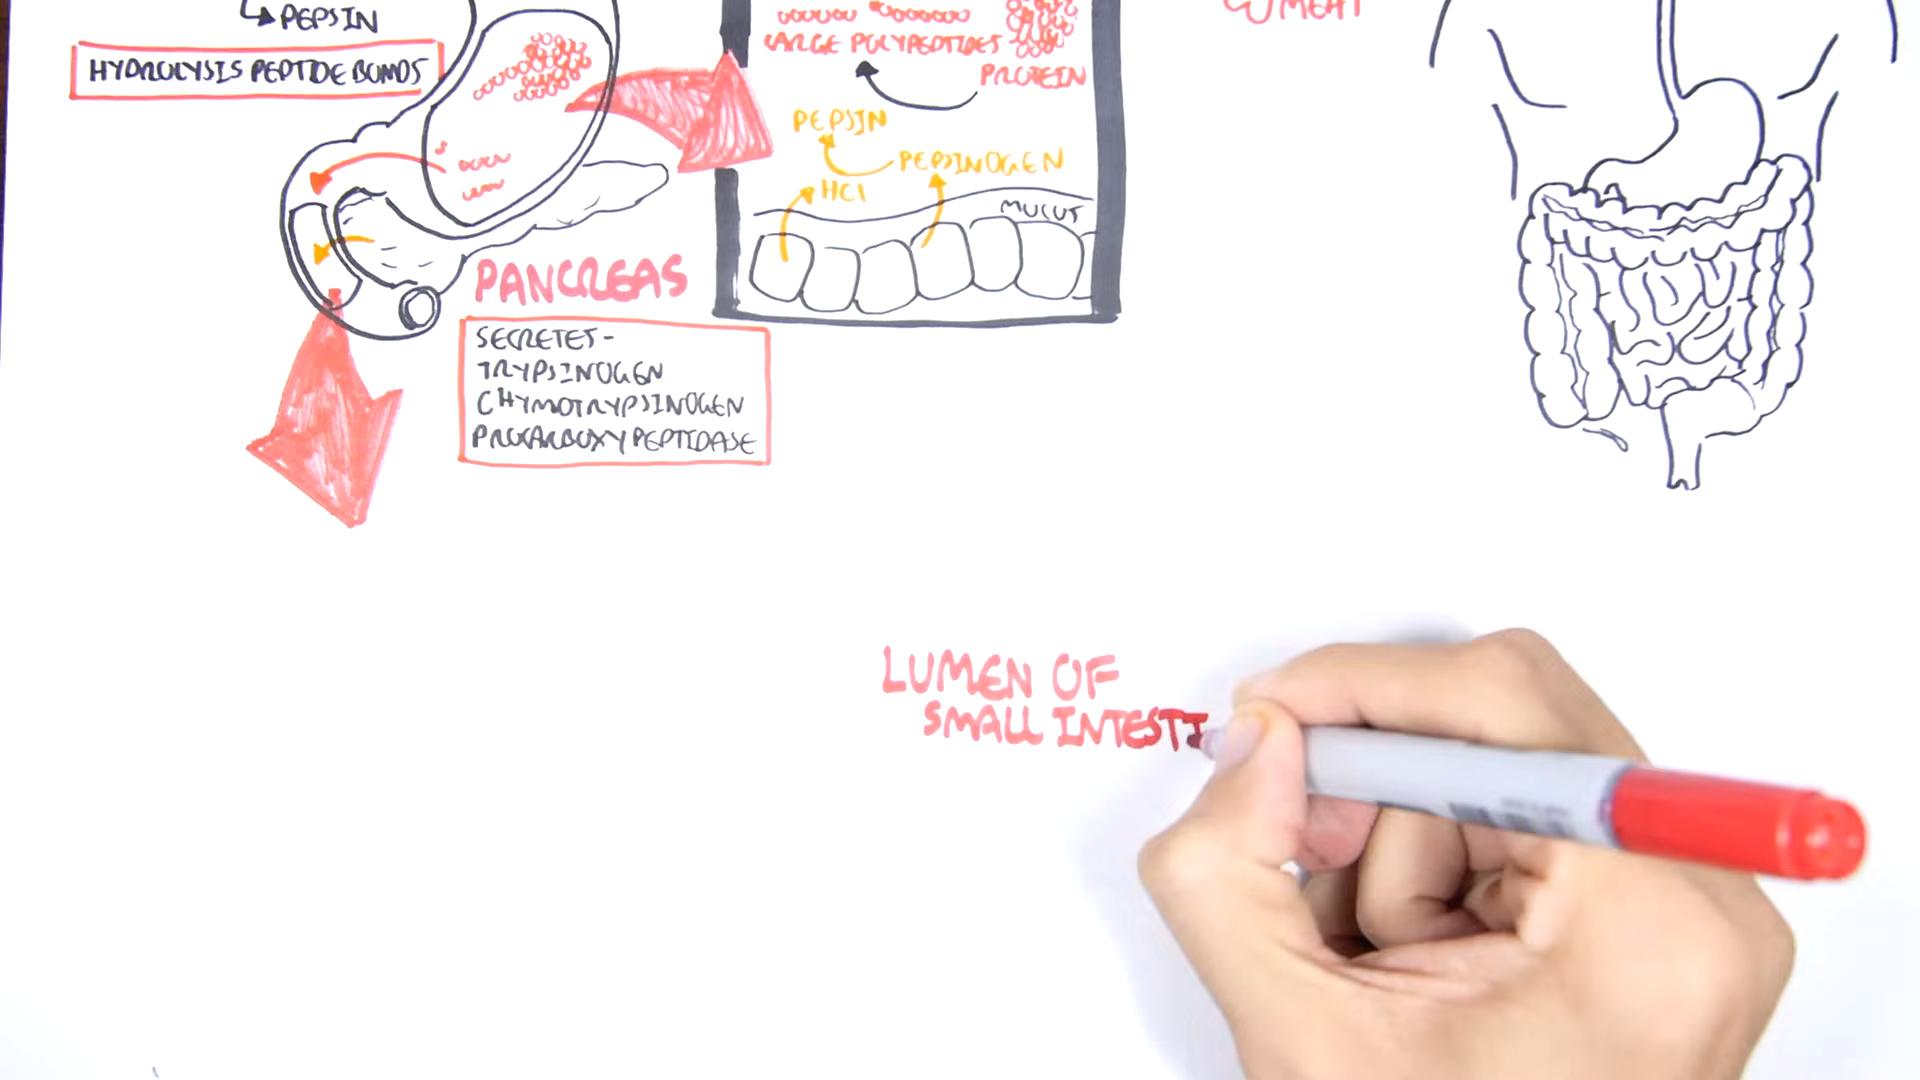 PEPSIN
HYDROLYSIS PEPTIDE BONDS
LARGE POLYPEPTIDES
PROTEIN
PEPSIN
PEPSINOGEN
HCl
MUCUS
MEAT
PANCREAS
SECRETES-
TRYPSINOGEN
CHYMOTRYPSINOGEN
PROCARBOXYPEPTIDASE
LUMEN OF
SMALL INTESTI